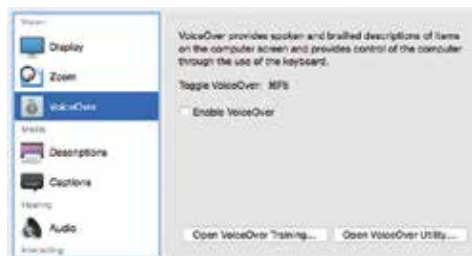 Vision
Display
Zoom
VoiceOver
Media
Descriptions
Captions
Hearing
Audio
Interacting
VoiceOver provides spoken and brailled descriptions of items
on the computer screen and provides control of the computer
through the use of the keyboard.
Toggle VoiceOver: ⌘F5
Enable VoiceOver
Open VoiceOver Training...
Open VoiceOver Utility...